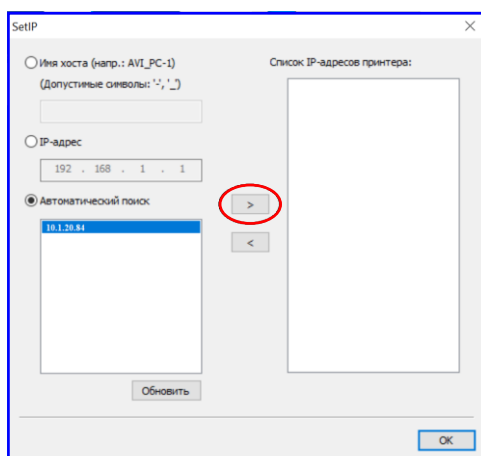 SetIP
Имя хоста (напр.: AVI_PC-1)
(Допустимые символы: '-', '_')
IP-адрес
192 . 168 . 1 . 1
Автоматический поиск
10.1.20.84
Обновить
>
<
Список IP-адресов принтера:
OK